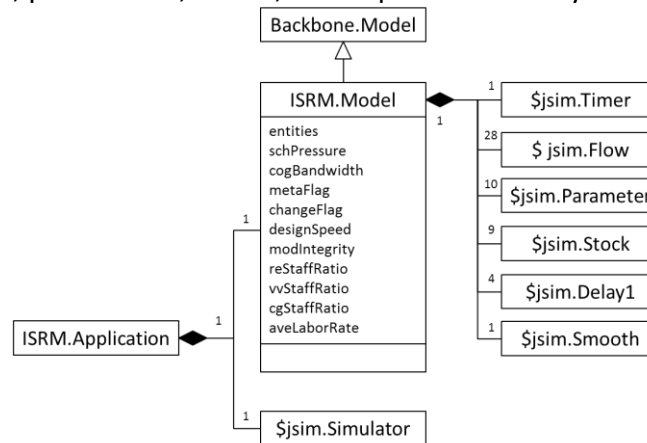 Backbone.Model
ISRM.Model
entities
schPressure
cogBandwidth
metaFlag
changeFlag
designSpeed
modIntegrity
reStaffRatio
vvStaffRatio
cgStaffRatio
aveLaborRate
1
1
$jsim.Timer
28
$ jsim.Flow
10
$jsim.Parameter
9
$jsim.Stock
4
$jsim.Delay1
1
$jsim.Smooth
ISRM.Application
1
1
1
$jsim.Simulator